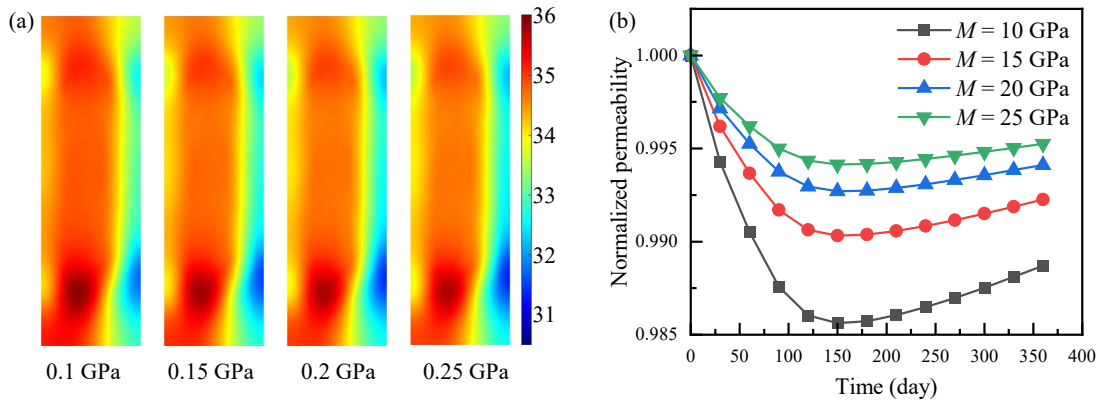 (a)
36
35
34
33
32
31
0.1 GPa
0.15 GPa
0.2 GPa
0.25 GPa
(b)
M = 10 GPa
M = 15 GPa
M = 20 GPa
M = 25 GPa
Normalized permeability
1.000
0.995
0.990
0.985
0
50
100
150
200
250
300
350
400
Time (day)